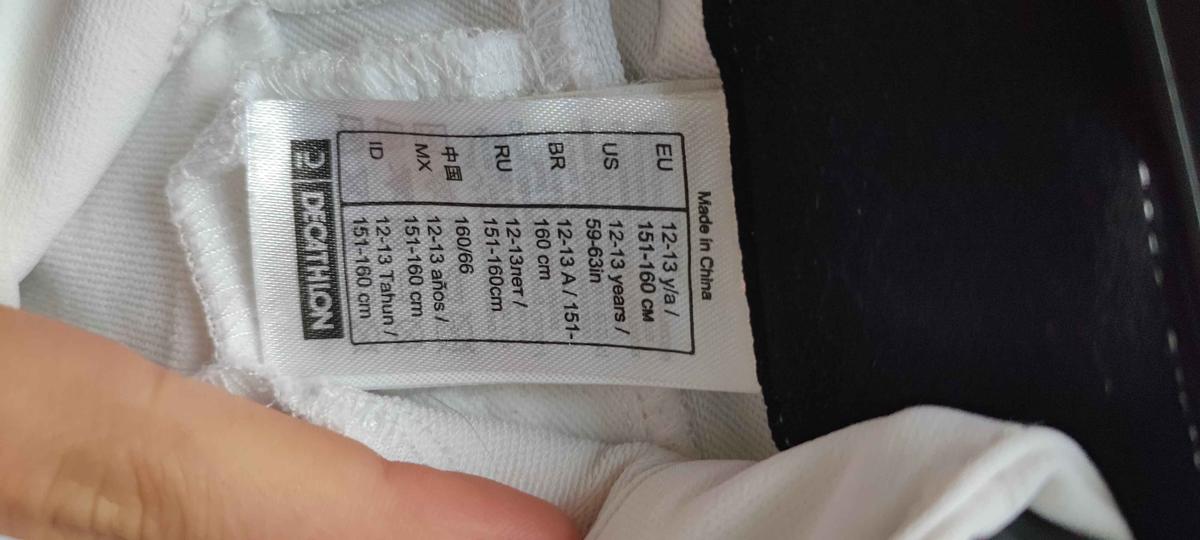 Made in China
EU 12-13 y/a /
151-160 см
US 12-13 years /
59-63in
BR 12-13 A / 151-
160 cm
RU 12-13лет /
151-160cm
中国 160/66
MX 12-13 años /
151-160 cm
ID 12-13 Tahun /
151-160 cm
DECATHLON